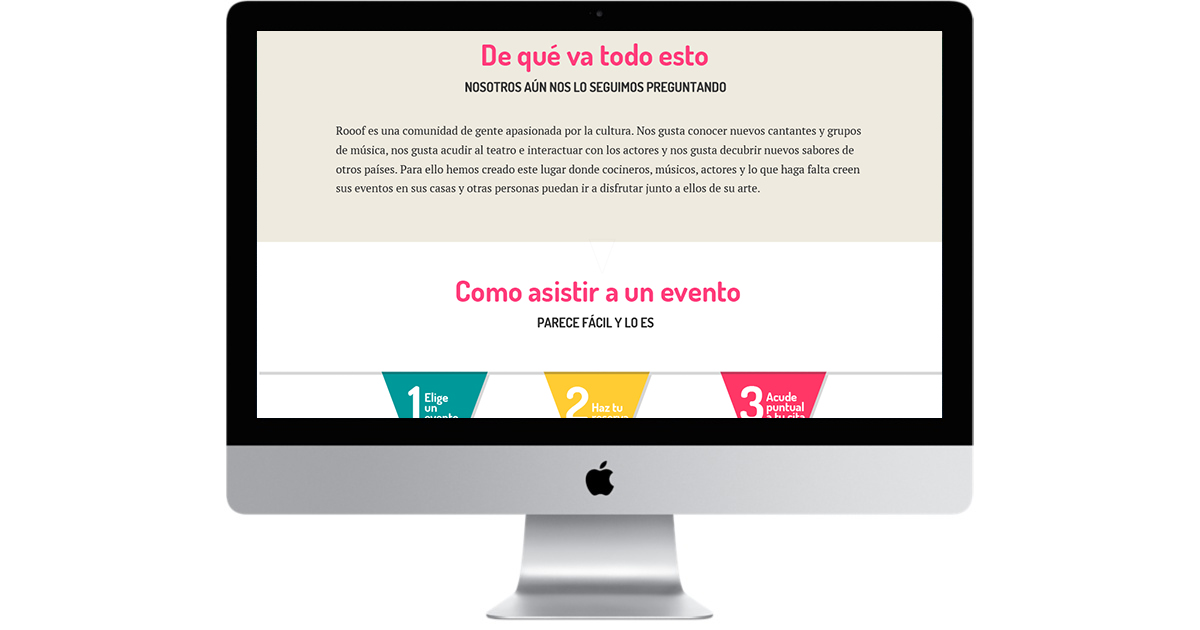 De qué va todo esto
NOSOTROS AÚN NOS LO SEGUIMOS PREGUNTANDO
Rooof es una comunidad de gente apasionada por la cultura. Nos gusta conocer nuevos cantantes y grupos
de música, nos gusta acudir al teatro e interactuar con los actores y nos gusta decubrir nuevos sabores de
otros países. Para ello hemos creado este lugar donde cocineros, músicos, actores y lo que haga falta creen
sus eventos en sus casas y otras personas puedan ir a disfrutar junto a ellos de su arte.
Como asistir a un evento
PARECE FÁCIL Y LO ES
1 Elige
un
evento
2 Haz tu
3 Acude
puntual
a tu cita